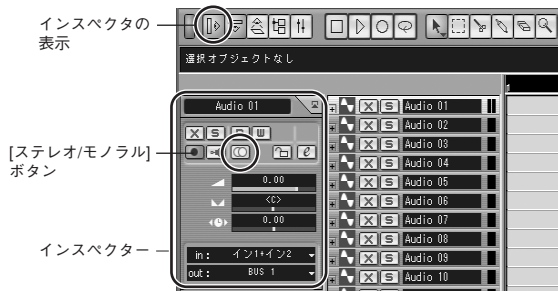 インスペクタの
表示
選択オブジェクトなし
Audio 01
X S R W
[ステレオ/モノラル]
ボタン
e
0.00
<C>
0.00
インスペクター
in: イン1+イン2
out: BUS 1
X S Audio 01
X S Audio 02
X S Audio 03
X S Audio 04
X S Audio 05
X S Audio 06
X S Audio 07
X S Audio 08
X S Audio 09
X S Audio 10